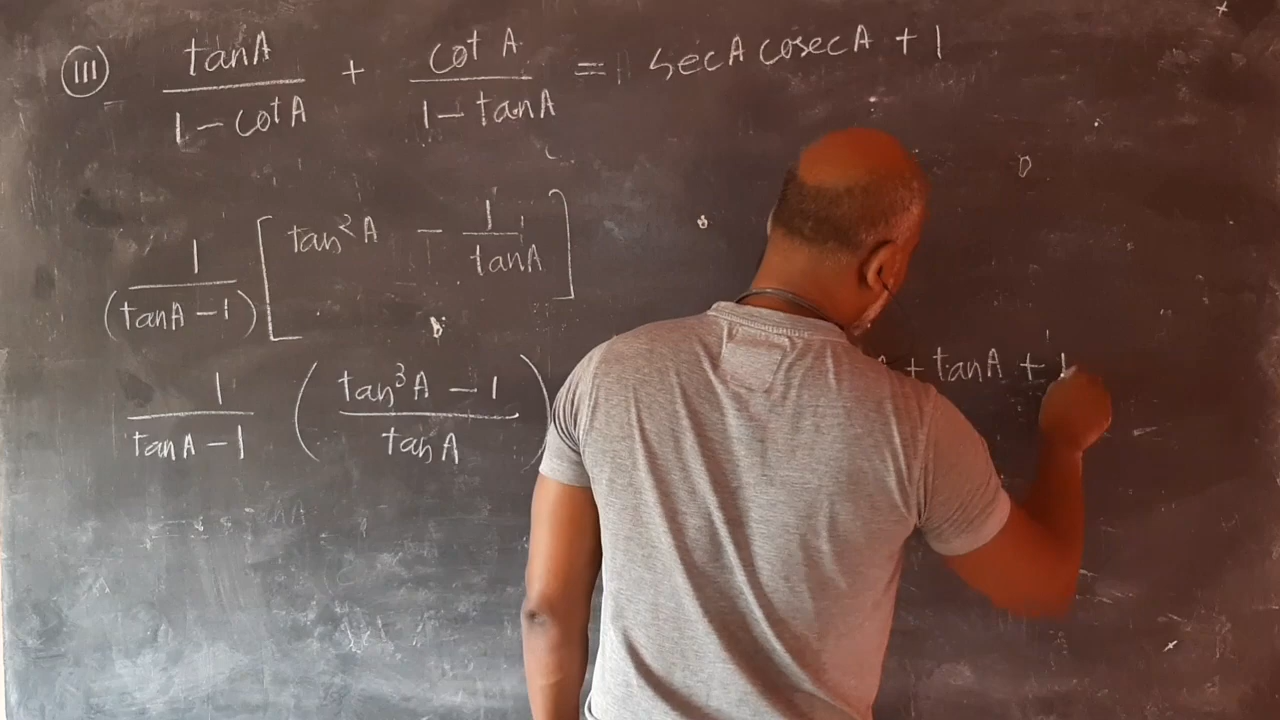 (III) tanA/(1 - cotA) + cot A/(1 - tanA) = secA cosecA + 1
1/(tanA - 1) [tan²A - 1/tanA]
1/(tanA - 1) ((tan³A - 1)/tanA) + tanA + 1